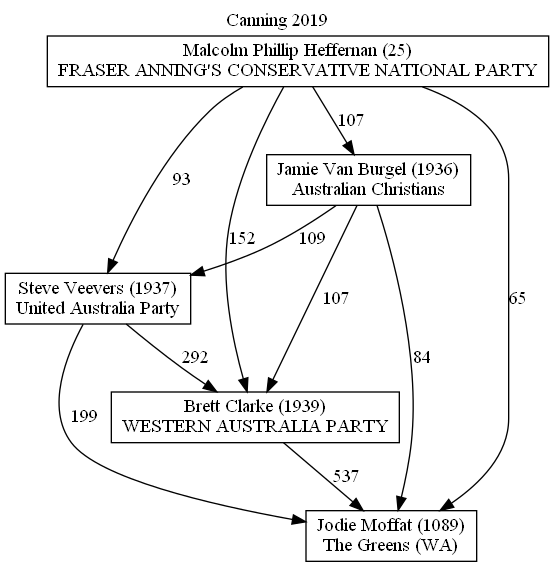 Canning 2019
Malcolm Phillip Heffernan (25)
FRASER ANNING'S CONSERVATIVE NATIONAL PARTY
107
Jamie Van Burgel (1936)
Australian Christians
93
152
109
Steve Veevers (1937)
United Australia Party
107
65
292
84
Brett Clarke (1939)
WESTERN AUSTRALIA PARTY
199
537
Jodie Moffat (1089)
The Greens (WA)